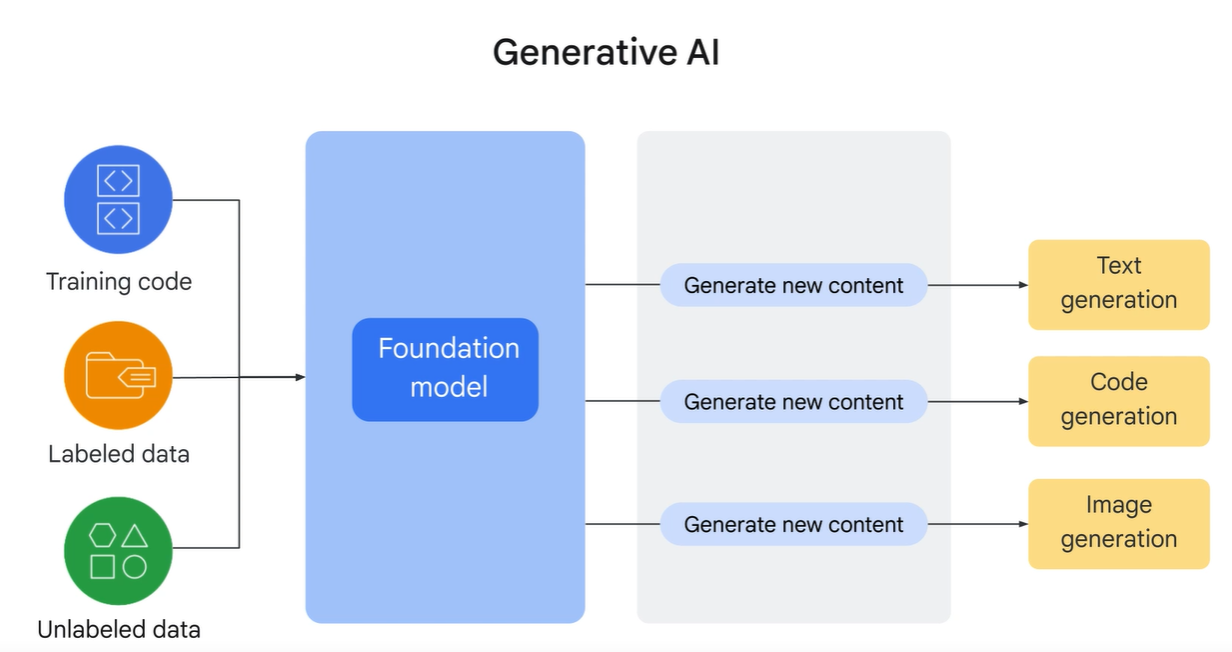 Generative AI
Training code
Labeled data
Unlabeled data
Foundation
model
Generate new content
Text
generation
Generate new content
Code
generation
Generate new content
Image
generation